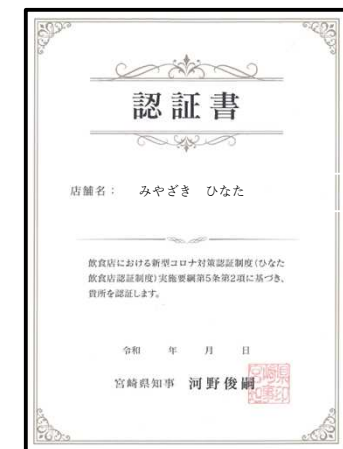 認証書
店舗名： みやざき ひなた
飲食店における新型コロナ対策認証制度（ひなた
飲食店認証制度）実施要綱第5条第2項に基づき、
貴所を認証します。
令和 年 月 日
宮崎県知事 河野俊嗣